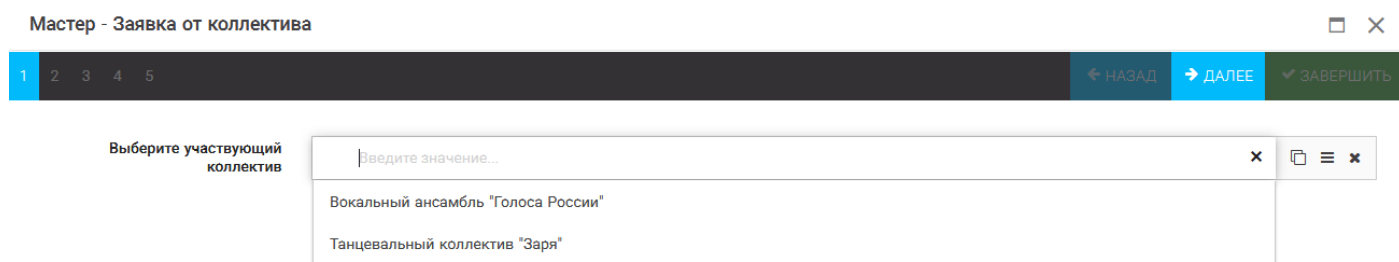 Мастер - Заявка от коллектива
1 2 3 4 5 НАЗАД ДАЛЕЕ ЗАВЕРШИТЬ
Выберите участвующий
коллектив
Введите значение...
Вокальный ансамбль "Голоса России"
Танцевальный коллектив "Заря"